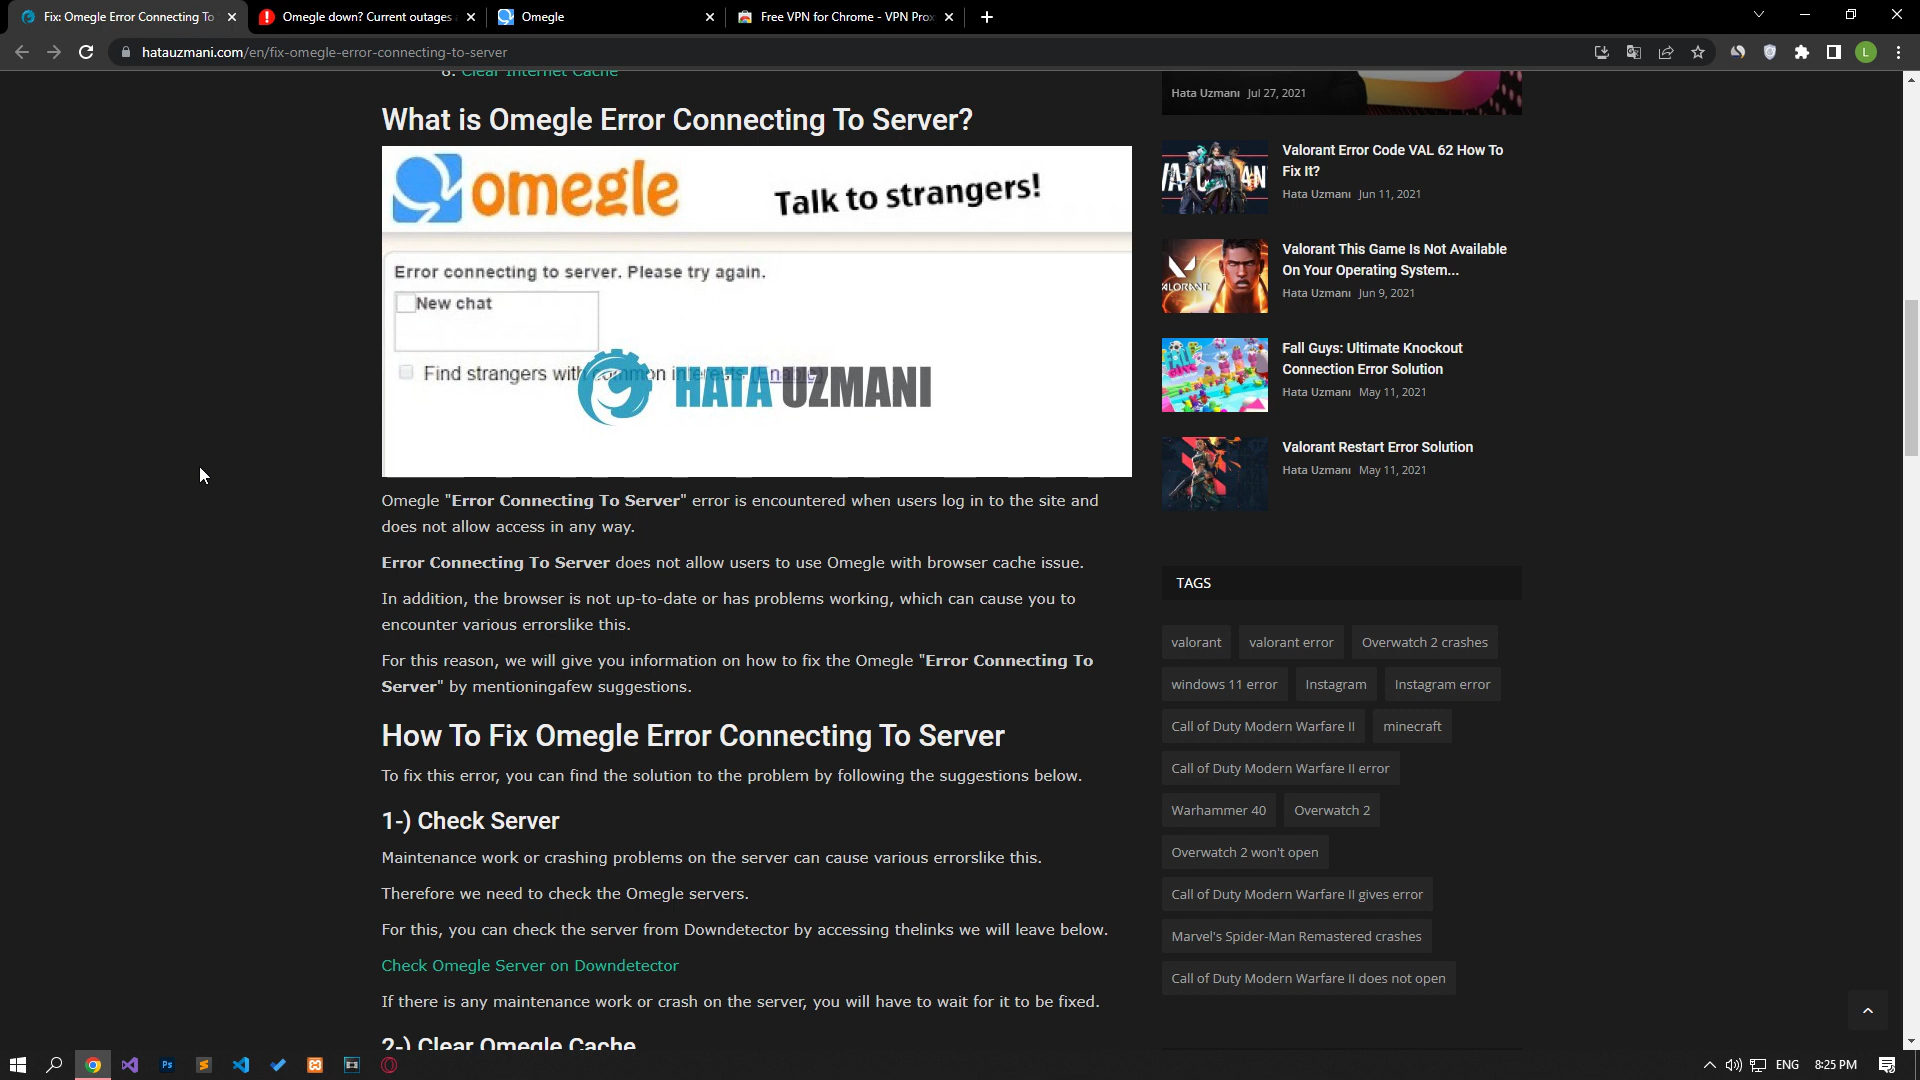 Fix: Omegle Error Connecting To
Omegle down? Current outages
Omegle
Free VPN for Chrome - VPN Prox
hatauzmani.com/en/fix-omegle-error-connecting-to-server
L
8. Clear Internet Cache
What is Omegle Error Connecting To Server?
omegle
Talk to strangers!
Error connecting to server. Please try again.
New chat
Find strangers with common interests (Enable)
HATA UZMANI
Omegle "Error Connecting To Server" error is encountered when users log in to the site and
does not allow access in any way.
Error Connecting To Server does not allow users to use Omegle with browser cache issue.
In addition, the browser is not up-to-date or has problems working, which can cause you to
encounter various errorslike this.
For this reason, we will give you information on how to fix the Omegle "Error Connecting To
Server" by mentioningafew suggestions.
How To Fix Omegle Error Connecting To Server
To fix this error, you can find the solution to the problem by following the suggestions below.
1-) Check Server
Maintenance work or crashing problems on the server can cause various errorslike this.
Therefore we need to check the Omegle servers.
For this, you can check the server from Downdetector by accessing thelinks we will leave below.
Check Omegle Server on Downdetector
If there is any maintenance work or crash on the server, you will have to wait for it to be fixed.
2-) Clear Omegle Cache
Hata Uzmanı Jul 27, 2021
Valorant Error Code VAL 62 How To
Fix It?
Hata Uzmanı Jun 11, 2021
Valorant This Game Is Not Available
On Your Operating System...
Hata Uzmanı Jun 9, 2021
Fall Guys: Ultimate Knockout
Connection Error Solution
Hata Uzmanı May 11, 2021
Valorant Restart Error Solution
Hata Uzmanı May 11, 2021
TAGS
valorant
valorant error
Overwatch 2 crashes
windows 11 error
Instagram
Instagram error
Call of Duty Modern Warfare II
minecraft
Call of Duty Modern Warfare II error
Warhammer 40
Overwatch 2
Overwatch 2 won't open
Call of Duty Modern Warfare II gives error
Marvel's Spider-Man Remastered crashes
Call of Duty Modern Warfare II does not open
Ps
ENG
8:25 PM